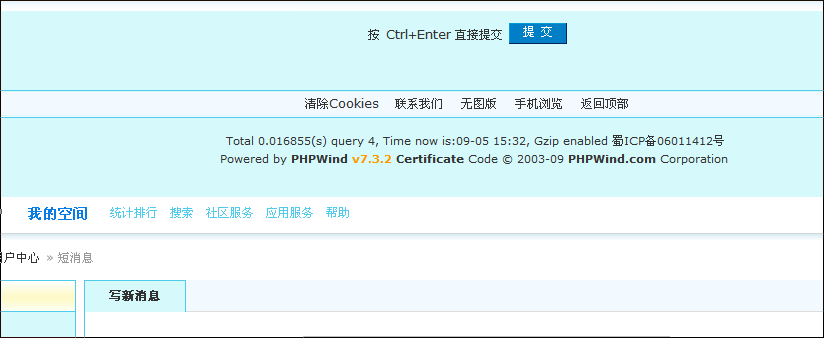 按 Ctrl+Enter 直接提交 提 交
清除Cookies 联系我们 无图版 手机浏览 返回顶部
Total 0.016855(s) query 4, Time now is:09-05 15:32, Gzip enabled 蜀ICP备06011412号
Powered by PHPWind v7.3.2 Certificate Code © 2003-09 PHPWind.com Corporation
我的空间 统计排行 搜索 社区服务 应用服务 帮助
户中心 » 短消息
写新消息